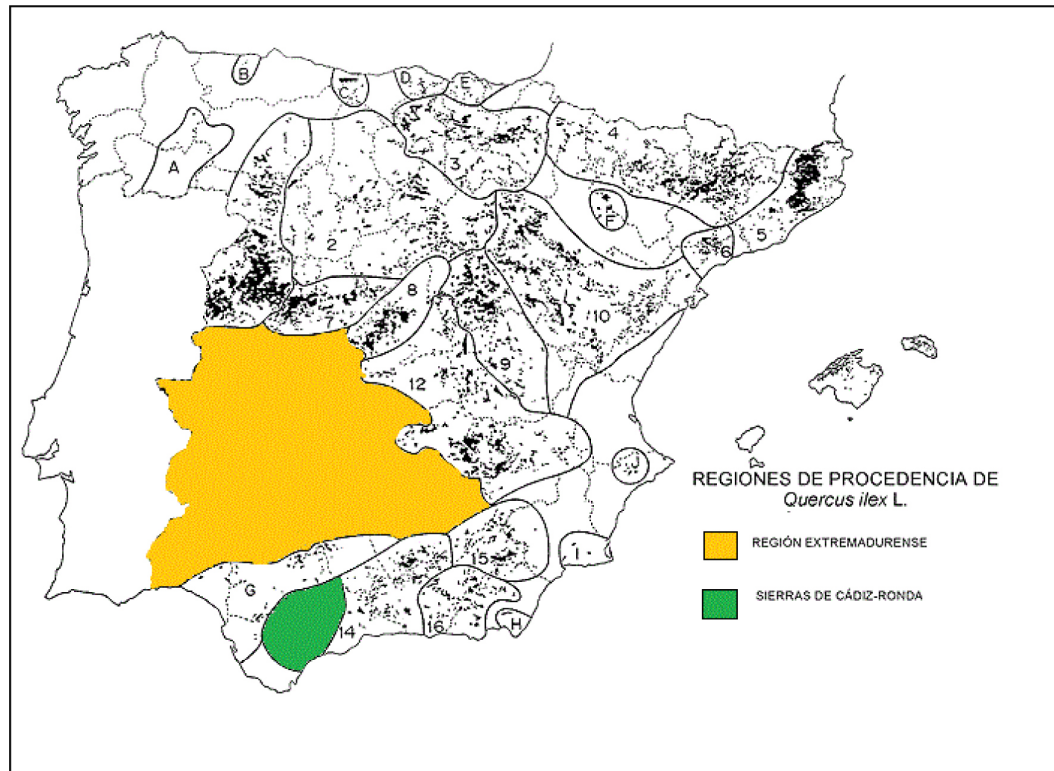 B
C
D
E
A
1
3
4
F
5
6
2
8
7
10
9
12
J
REGIONES DE PROCEDENCIA DE
Quercus ilex L.
REGIÓN EXTREMADURENSE
SIERRAS DE CÁDIZ-RONDA
I
15
G
14
16
H